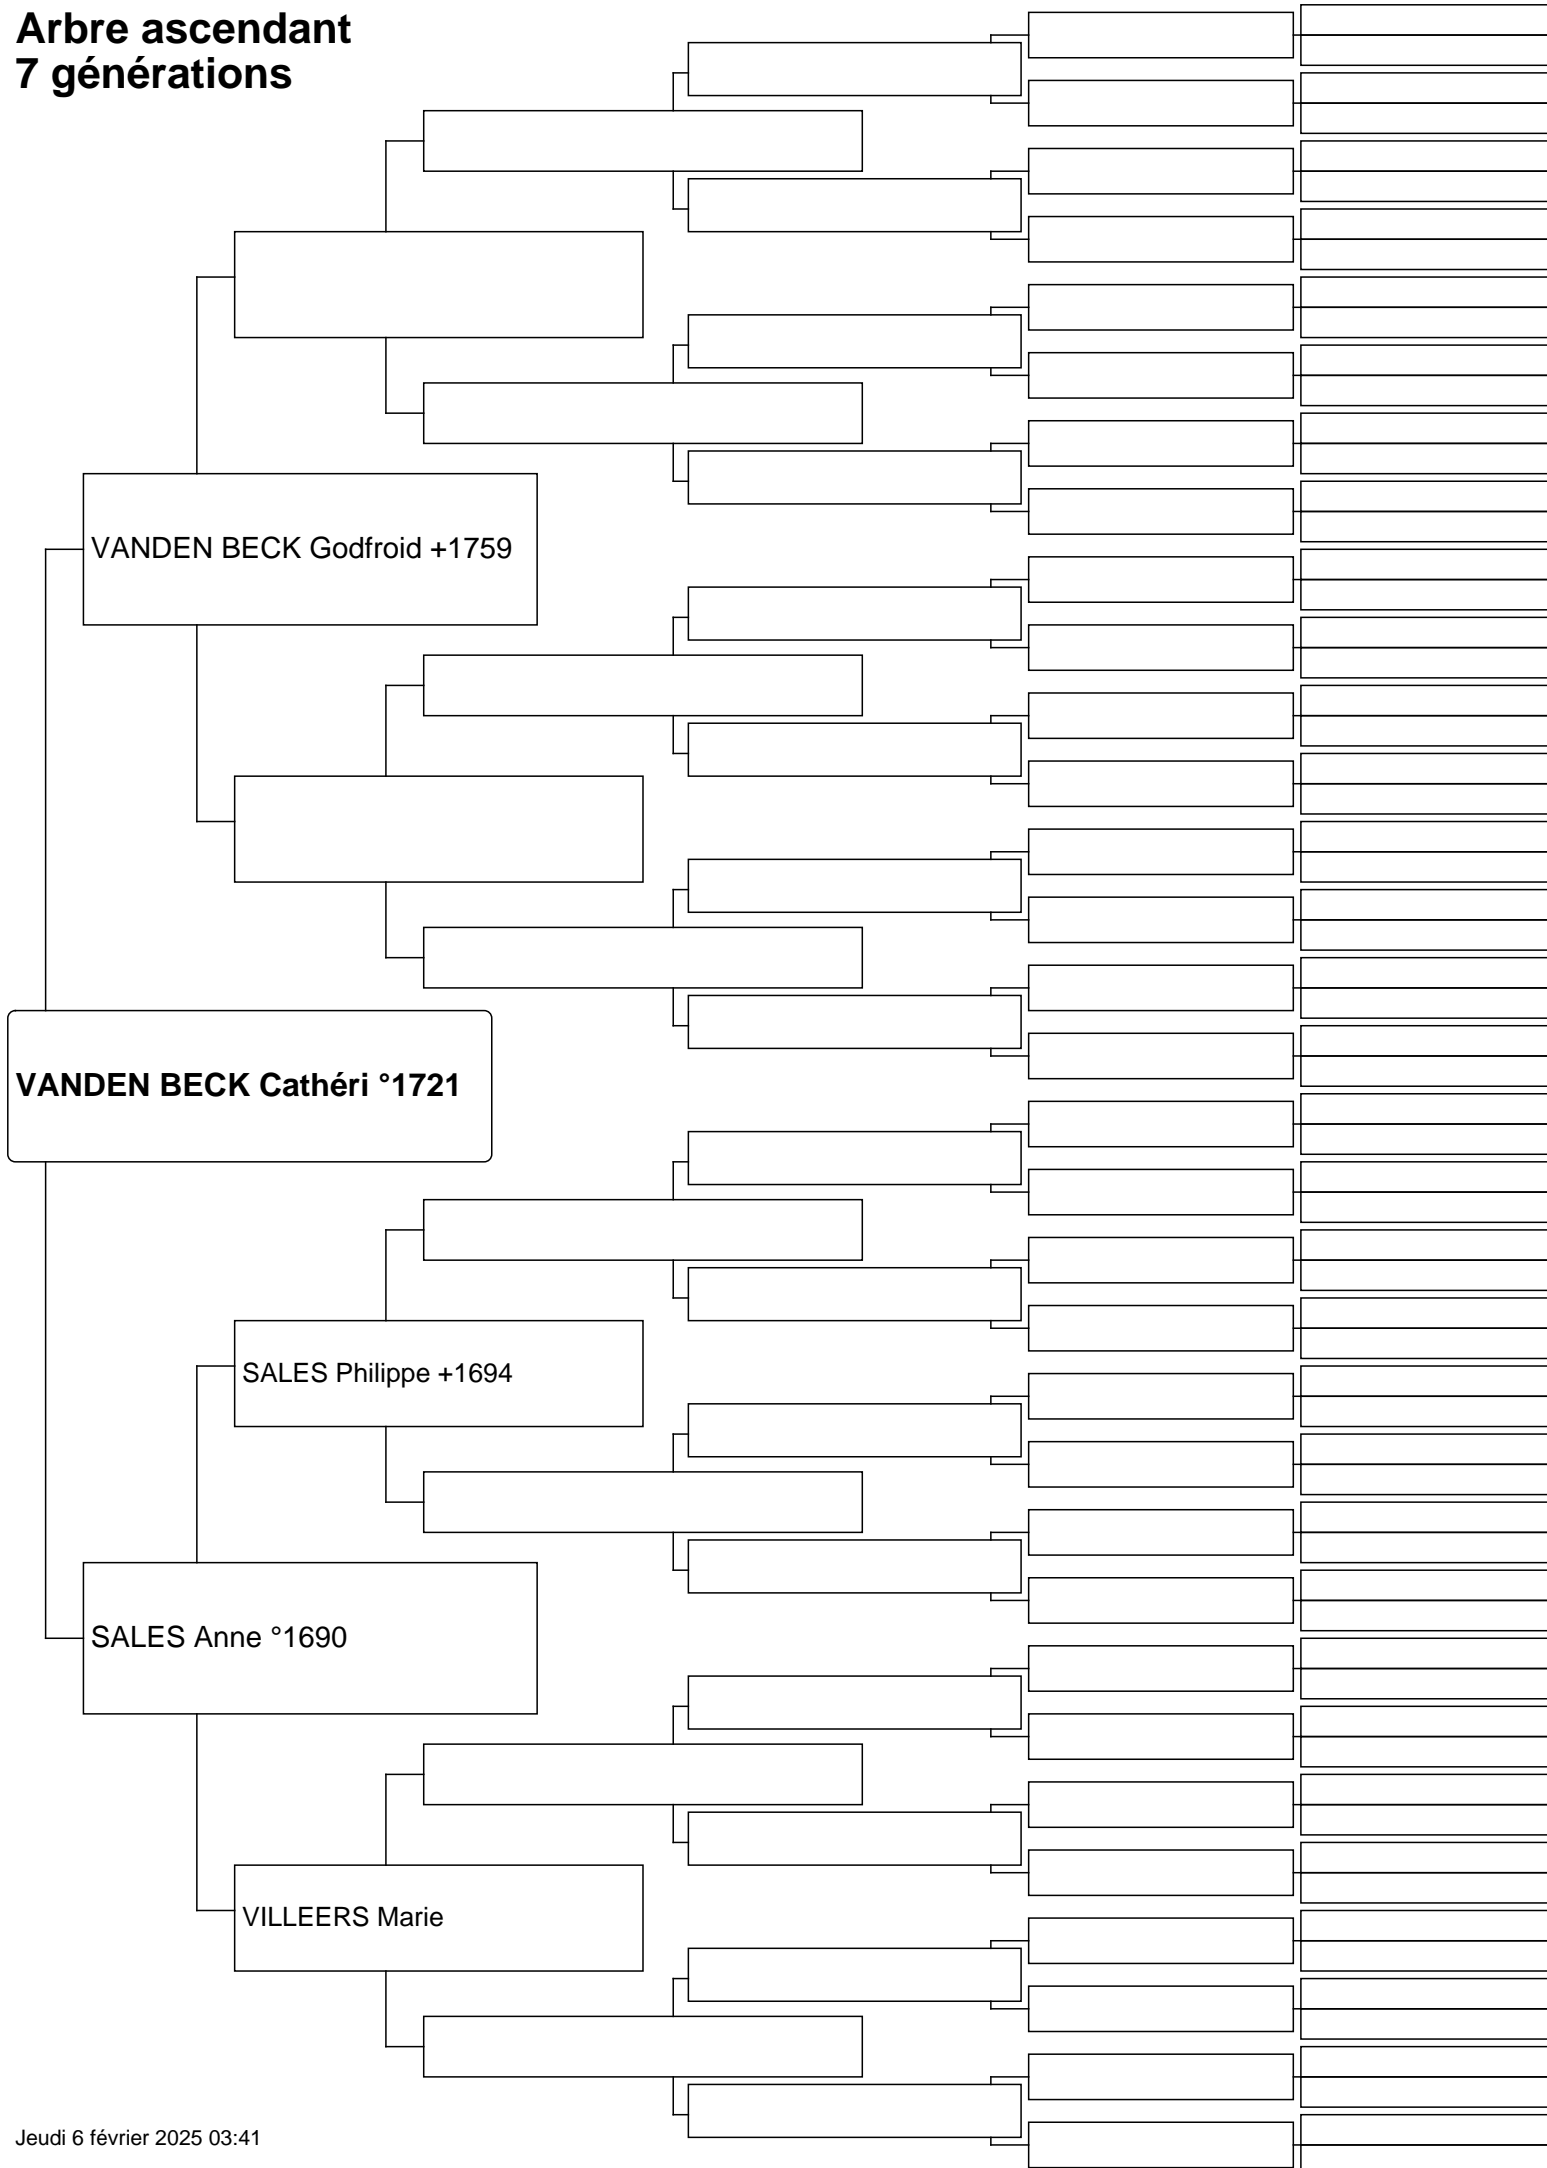 Arbre ascendant
7 générations
VANDEN BECK Godfroid +1759
VANDEN BECK Cathéri °1721
SALES Philippe +1694
SALES Anne °1690
VILLEERS Marie
Jeudi 6 février 2025 03:41